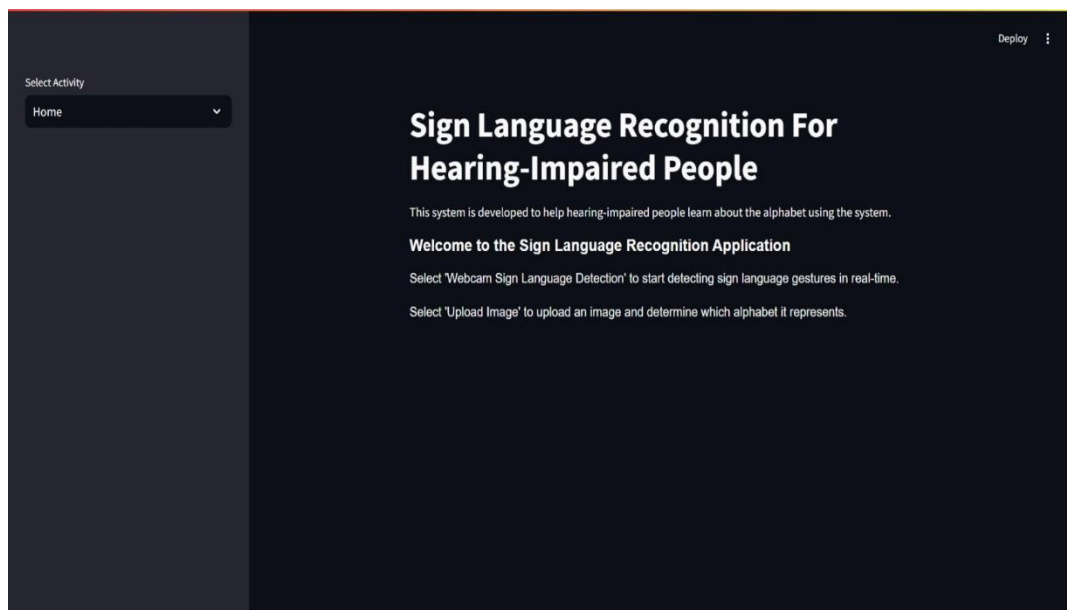 Deploy
Select Activity
Home
Sign Language Recognition For
Hearing-Impaired People
This system is developed to help hearing-impaired people learn about the alphabet using the system.
Welcome to the Sign Language Recognition Application
Select 'Webcam Sign Language Detection' to start detecting sign language gestures in real-time.
Select 'Upload Image' to upload an image and determine which alphabet it represents.